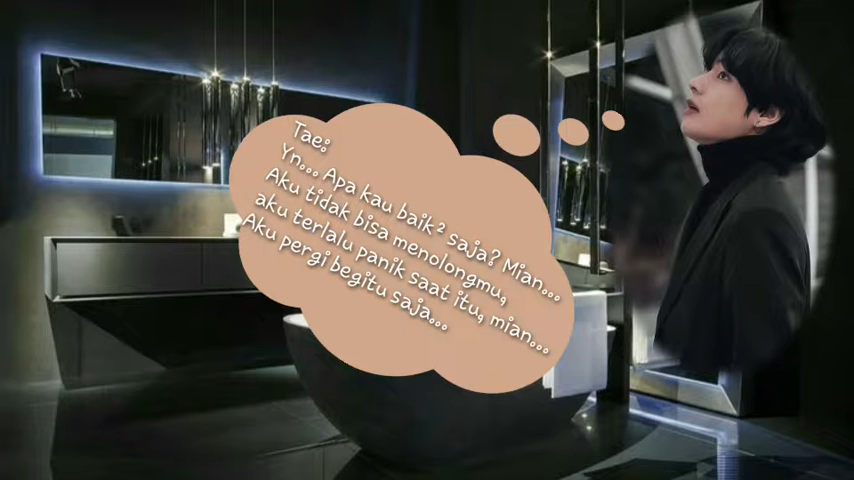 Tae:
Yn... Apa kau baik² saja? Mian...
Aku tidak bisa menolongmu,
aku terlalu panik saat itu, mian...
Aku pergi begitu saja...